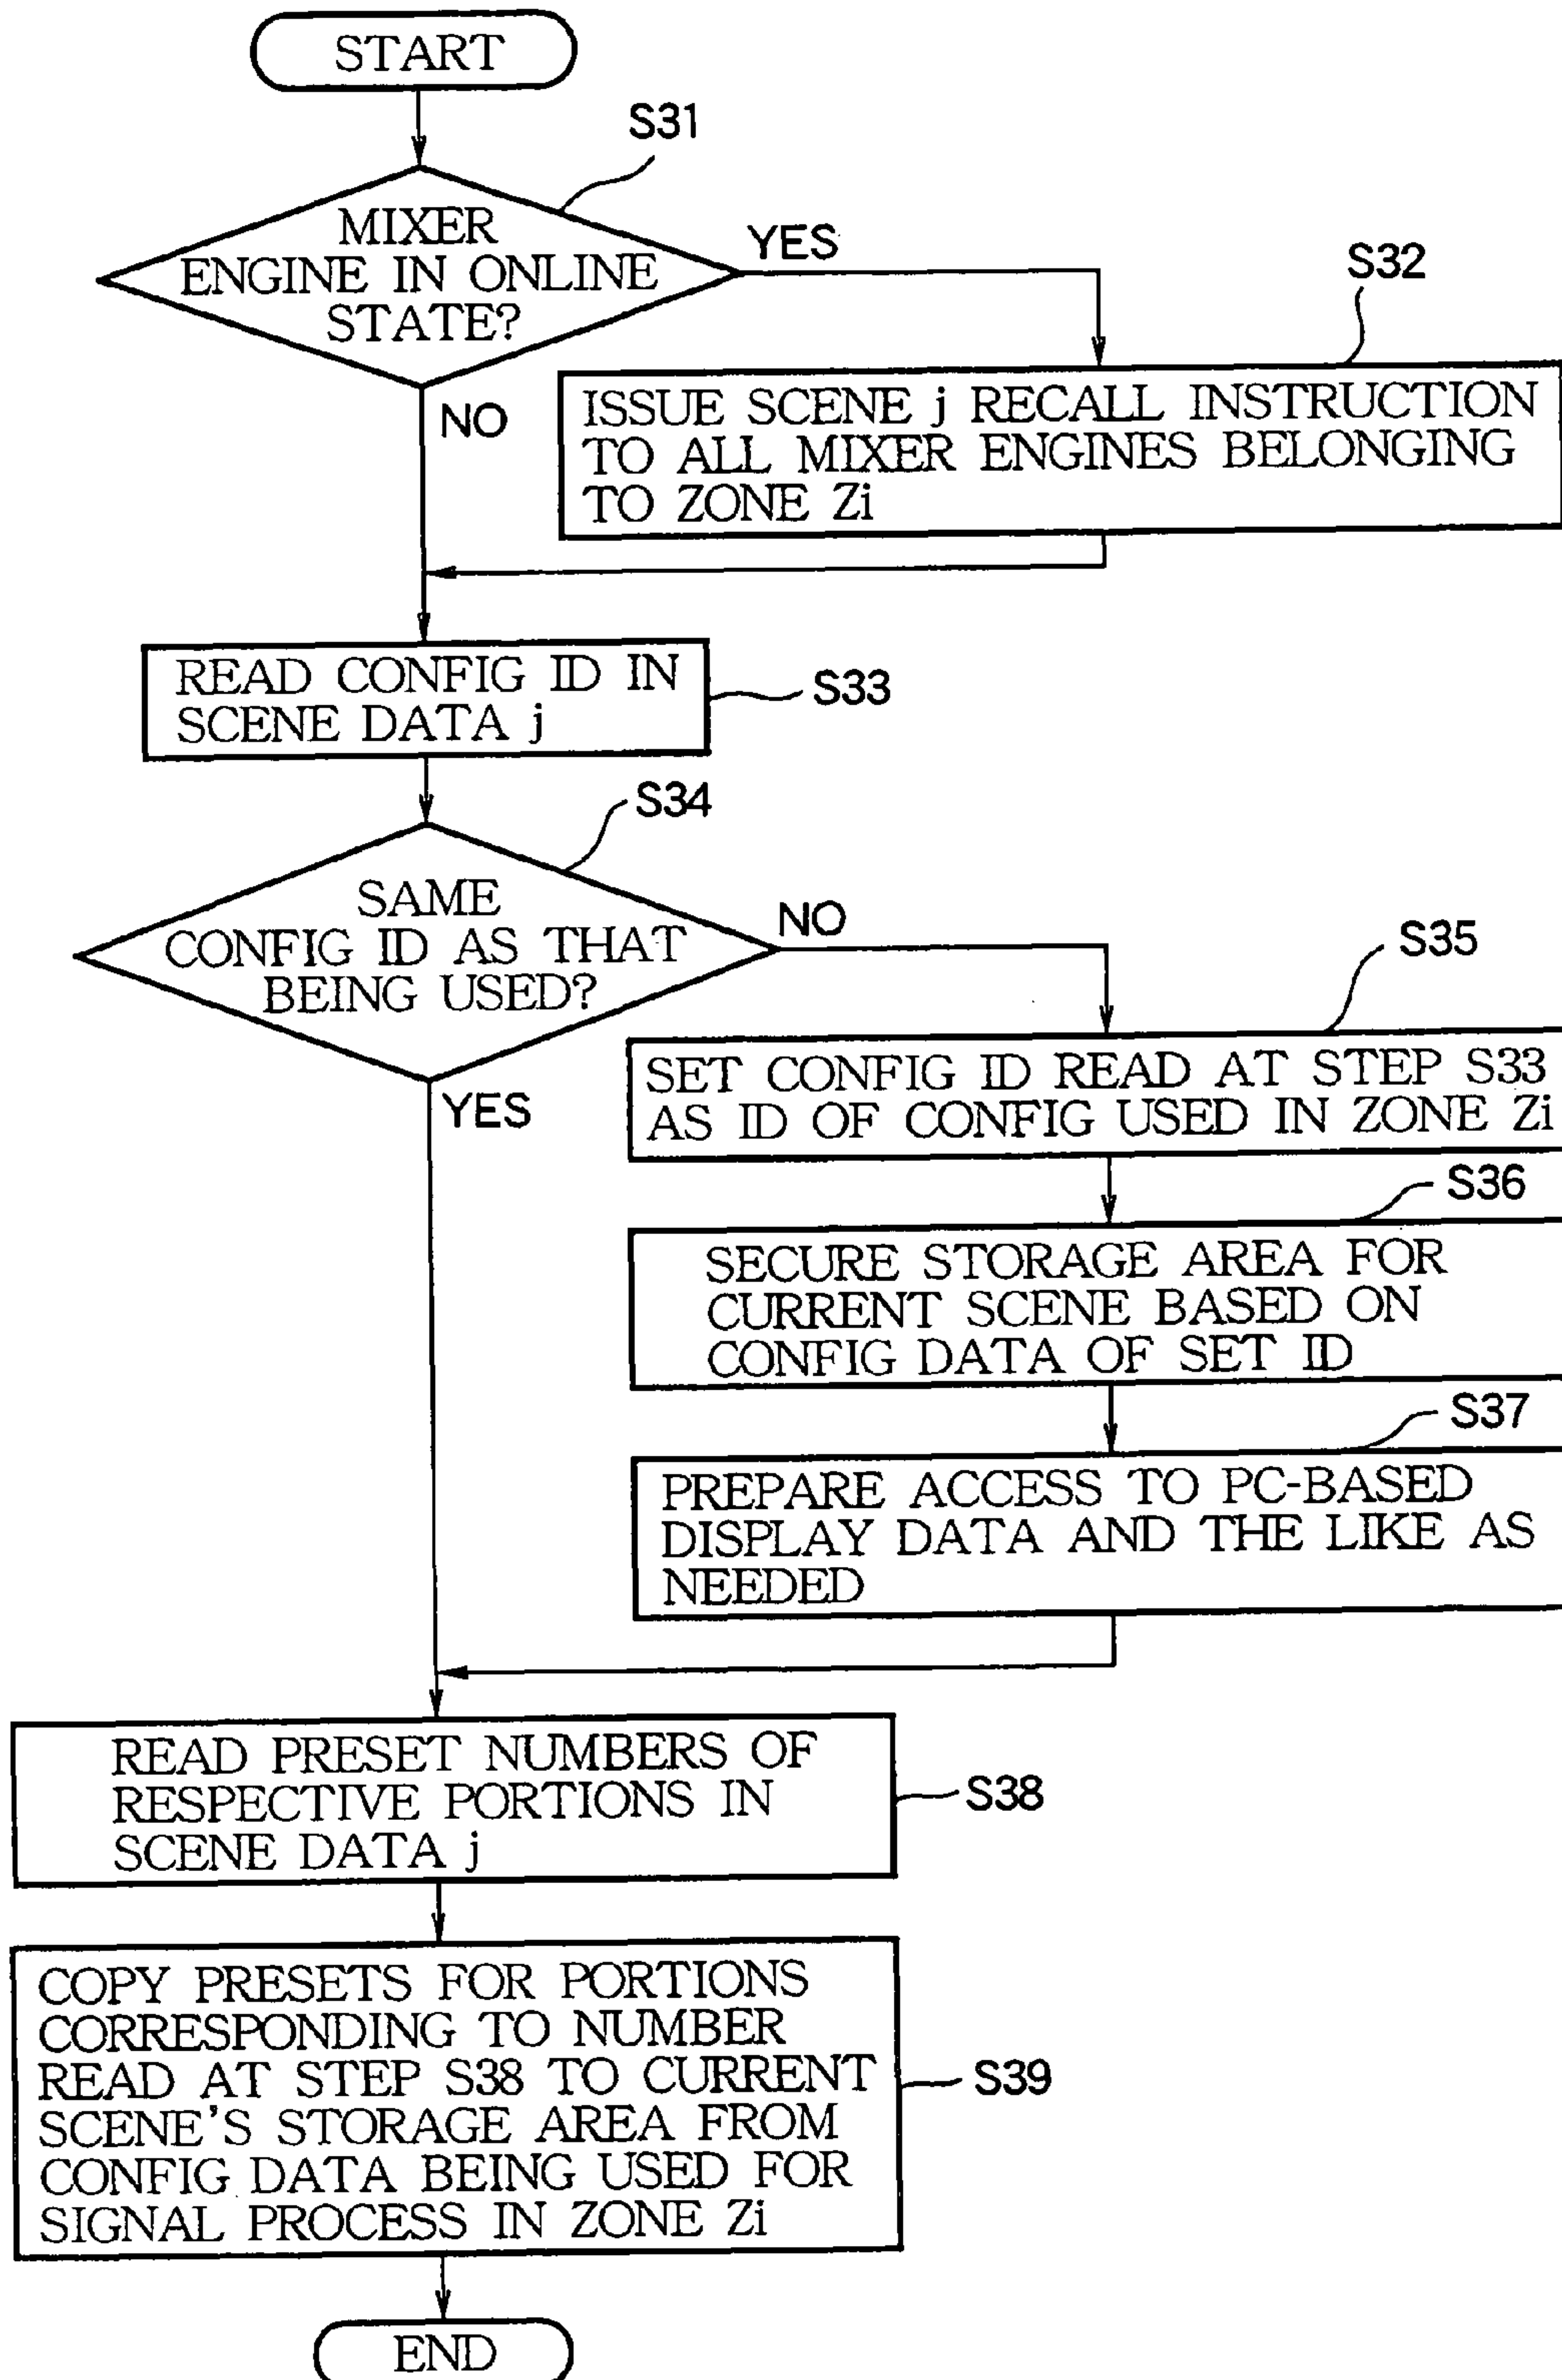 START
S31
MIXER
ENGINE IN ONLINE
STATE?
YES
S32
NO
ISSUE SCENE j RECALL INSTRUCTION
TO ALL MIXER ENGINES BELONGING
TO ZONE Zi
READ CONFIG ID IN
SCENE DATA j
S33
S34
SAME
CONFIG ID AS THAT
BEING USED?
NO
S35
YES
SET CONFIG ID READ AT STEP S33
AS ID OF CONFIG USED IN ZONE Zi
S36
SECURE STORAGE AREA FOR
CURRENT SCENE BASED ON
CONFIG DATA OF SET ID
S37
PREPARE ACCESS TO PC-BASED
DISPLAY DATA AND THE LIKE AS
NEEDED
READ PRESET NUMBERS OF
RESPECTIVE PORTIONS IN
SCENE DATA j
S38
COPY PRESETS FOR PORTIONS
CORRESPONDING TO NUMBER
READ AT STEP S38 TO CURRENT
SCENE'S STORAGE AREA FROM
CONFIG DATA BEING USED FOR
SIGNAL PROCESS IN ZONE Zi
S39
END